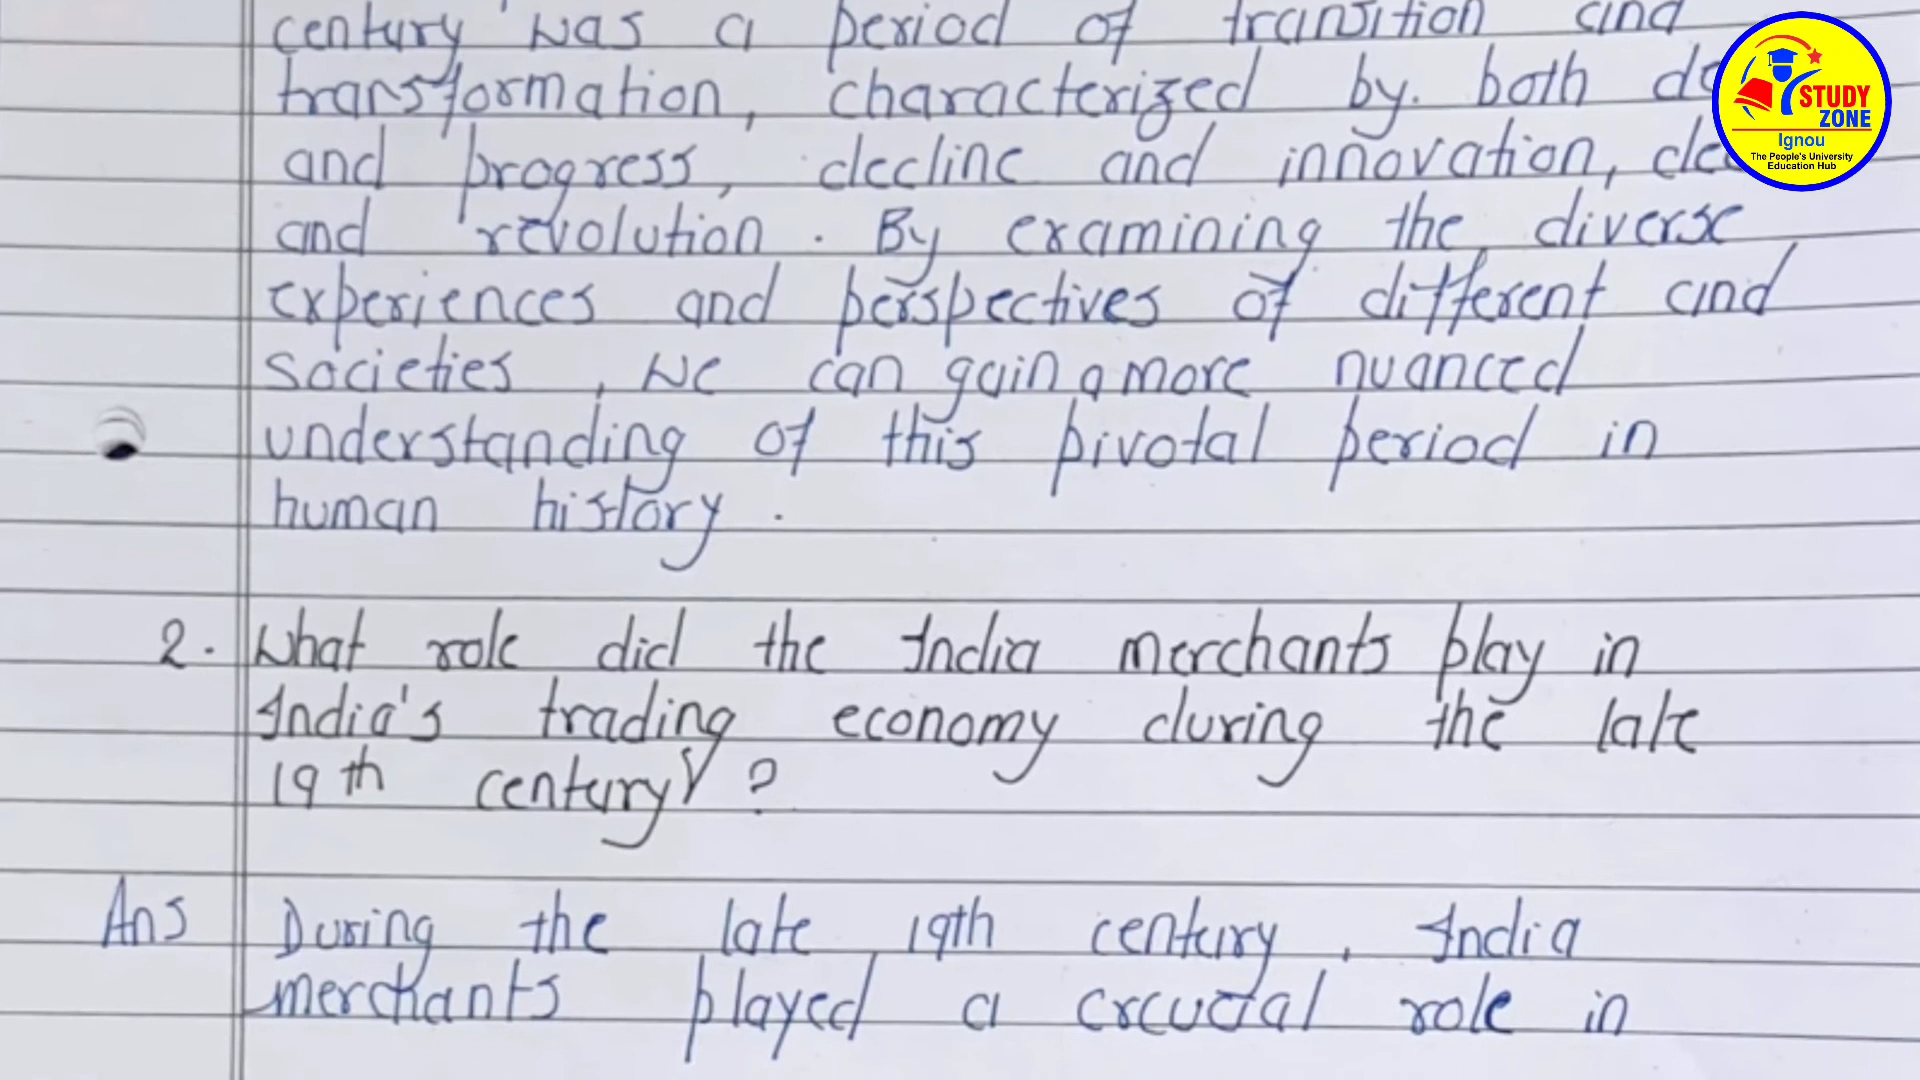 century was a period of transition and
transformation, characterized by. both
and progress, decline and innovation,
and revolution. By examining the diverse
experiences and perspectives of different and
societies, we can gain a more nuanced
understanding of this pivotal period in
human history.
2. What role did the India merchants play in
India's trading economy during the late
19th century?
Ans During the late 19th century, India
merchants played a crcucial role in
STUDY
ZONE
Ignou
The People's University
Education Hub